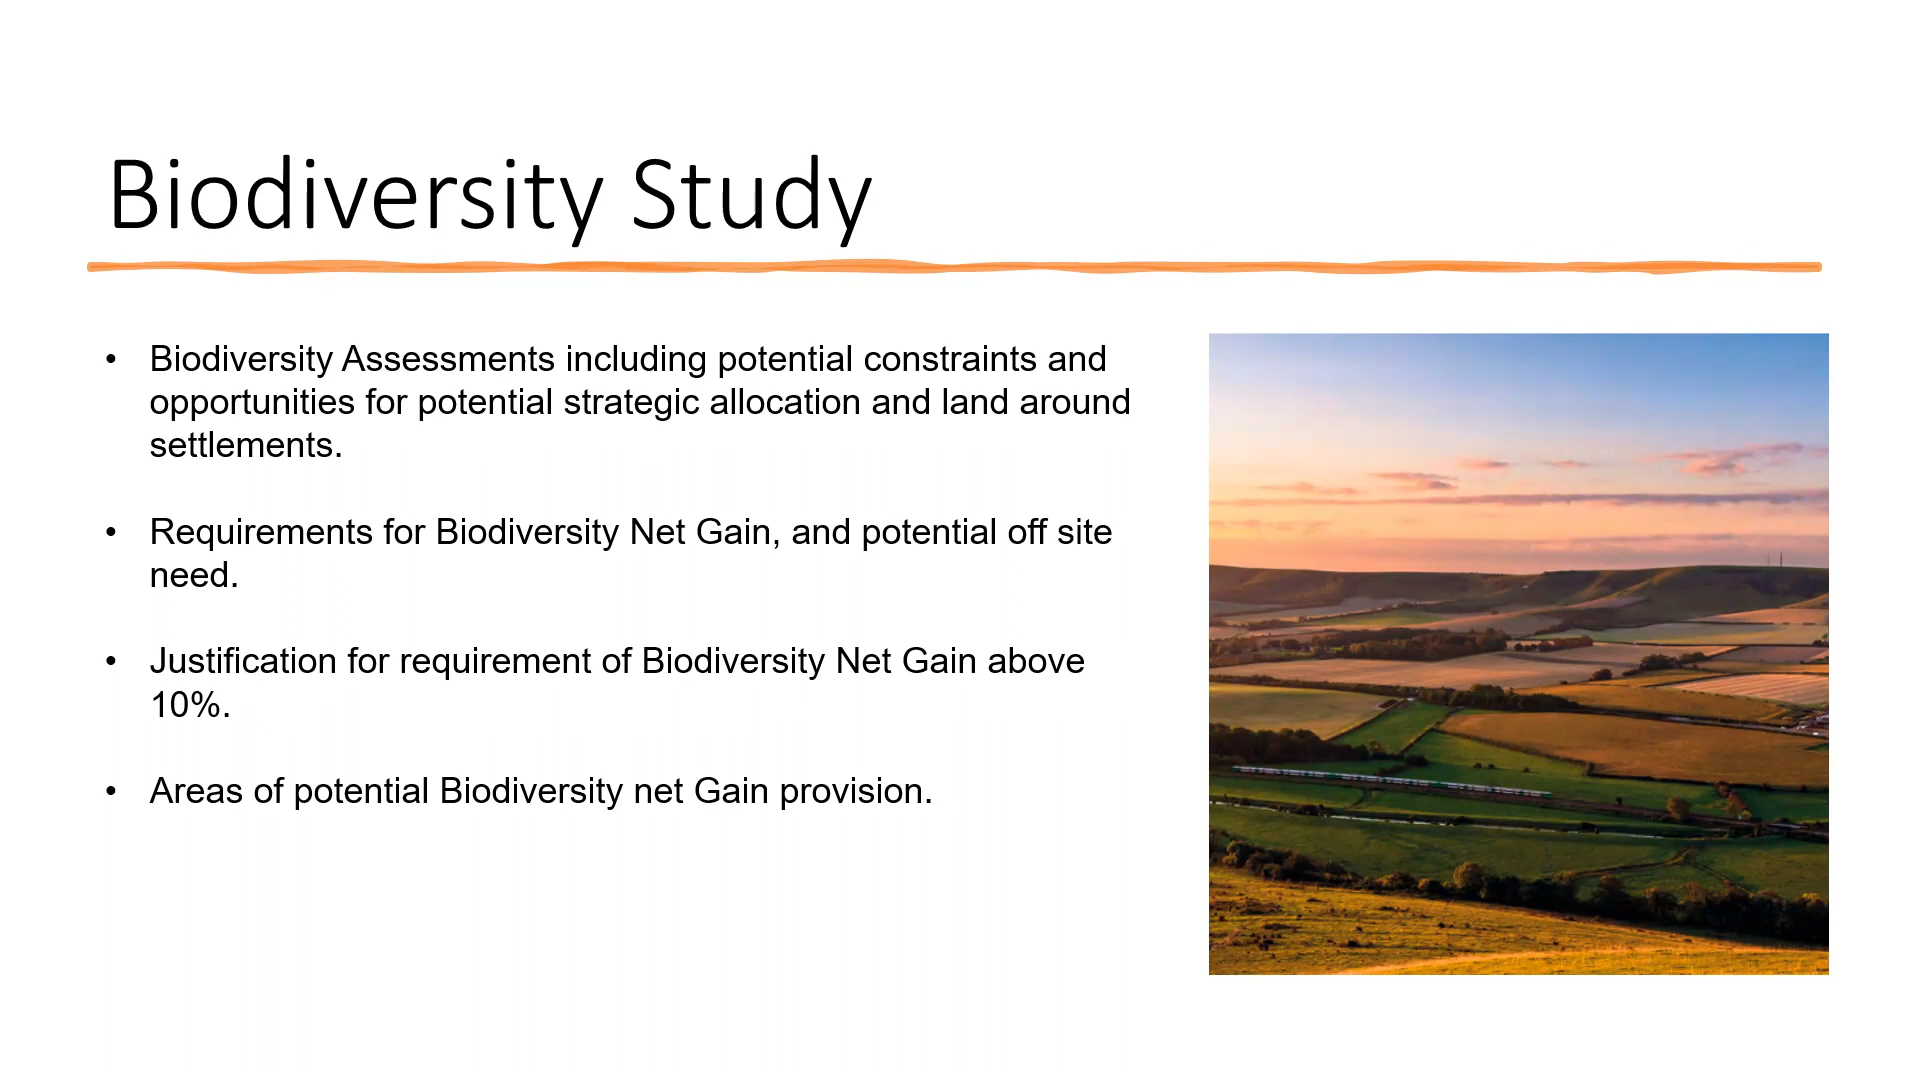 Biodiversity Study
• Biodiversity Assessments including potential constraints and
opportunities for potential strategic allocation and land around
settlements.
• Requirements for Biodiversity Net Gain, and potential off site
need.
• Justification for requirement of Biodiversity Net Gain above
10%.
• Areas of potential Biodiversity net Gain provision.